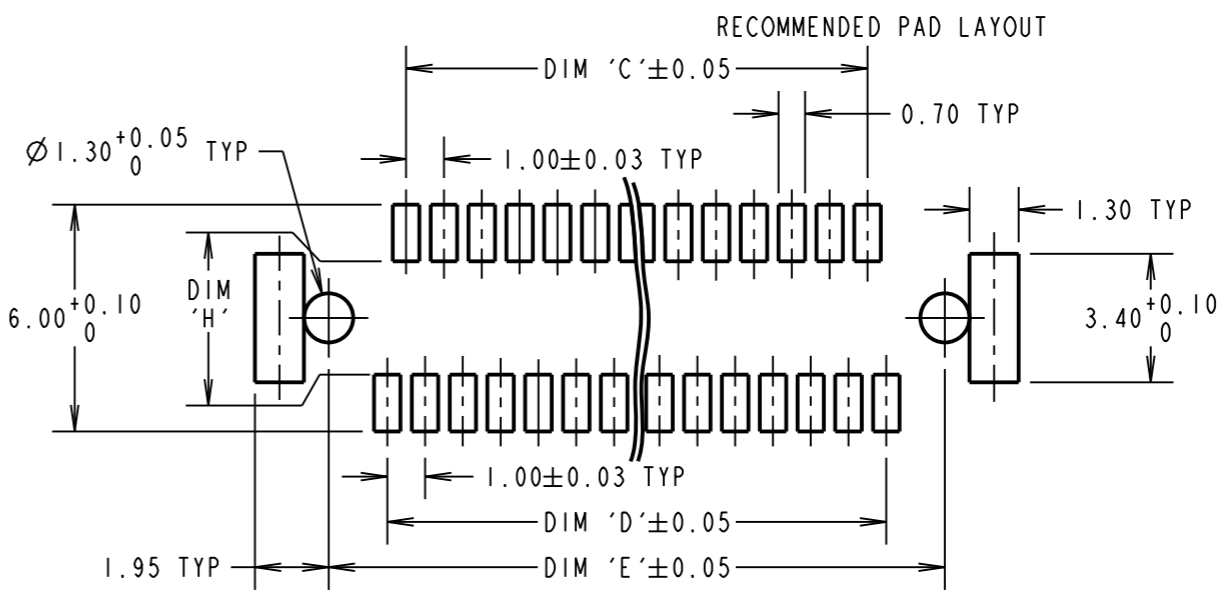 RECOMMENDED PAD LAYOUT
DIM 'C'±0.05
0.70 TYP
Ø1.30 +0.05 0 TYP
1.00±0.03 TYP
1.30 TYP
DIM 'H'
6.00 +0.10 0
3.40 +0.10 0
1.00±0.03 TYP
DIM 'D'±0.05
1.95 TYP
DIM 'E'±0.05